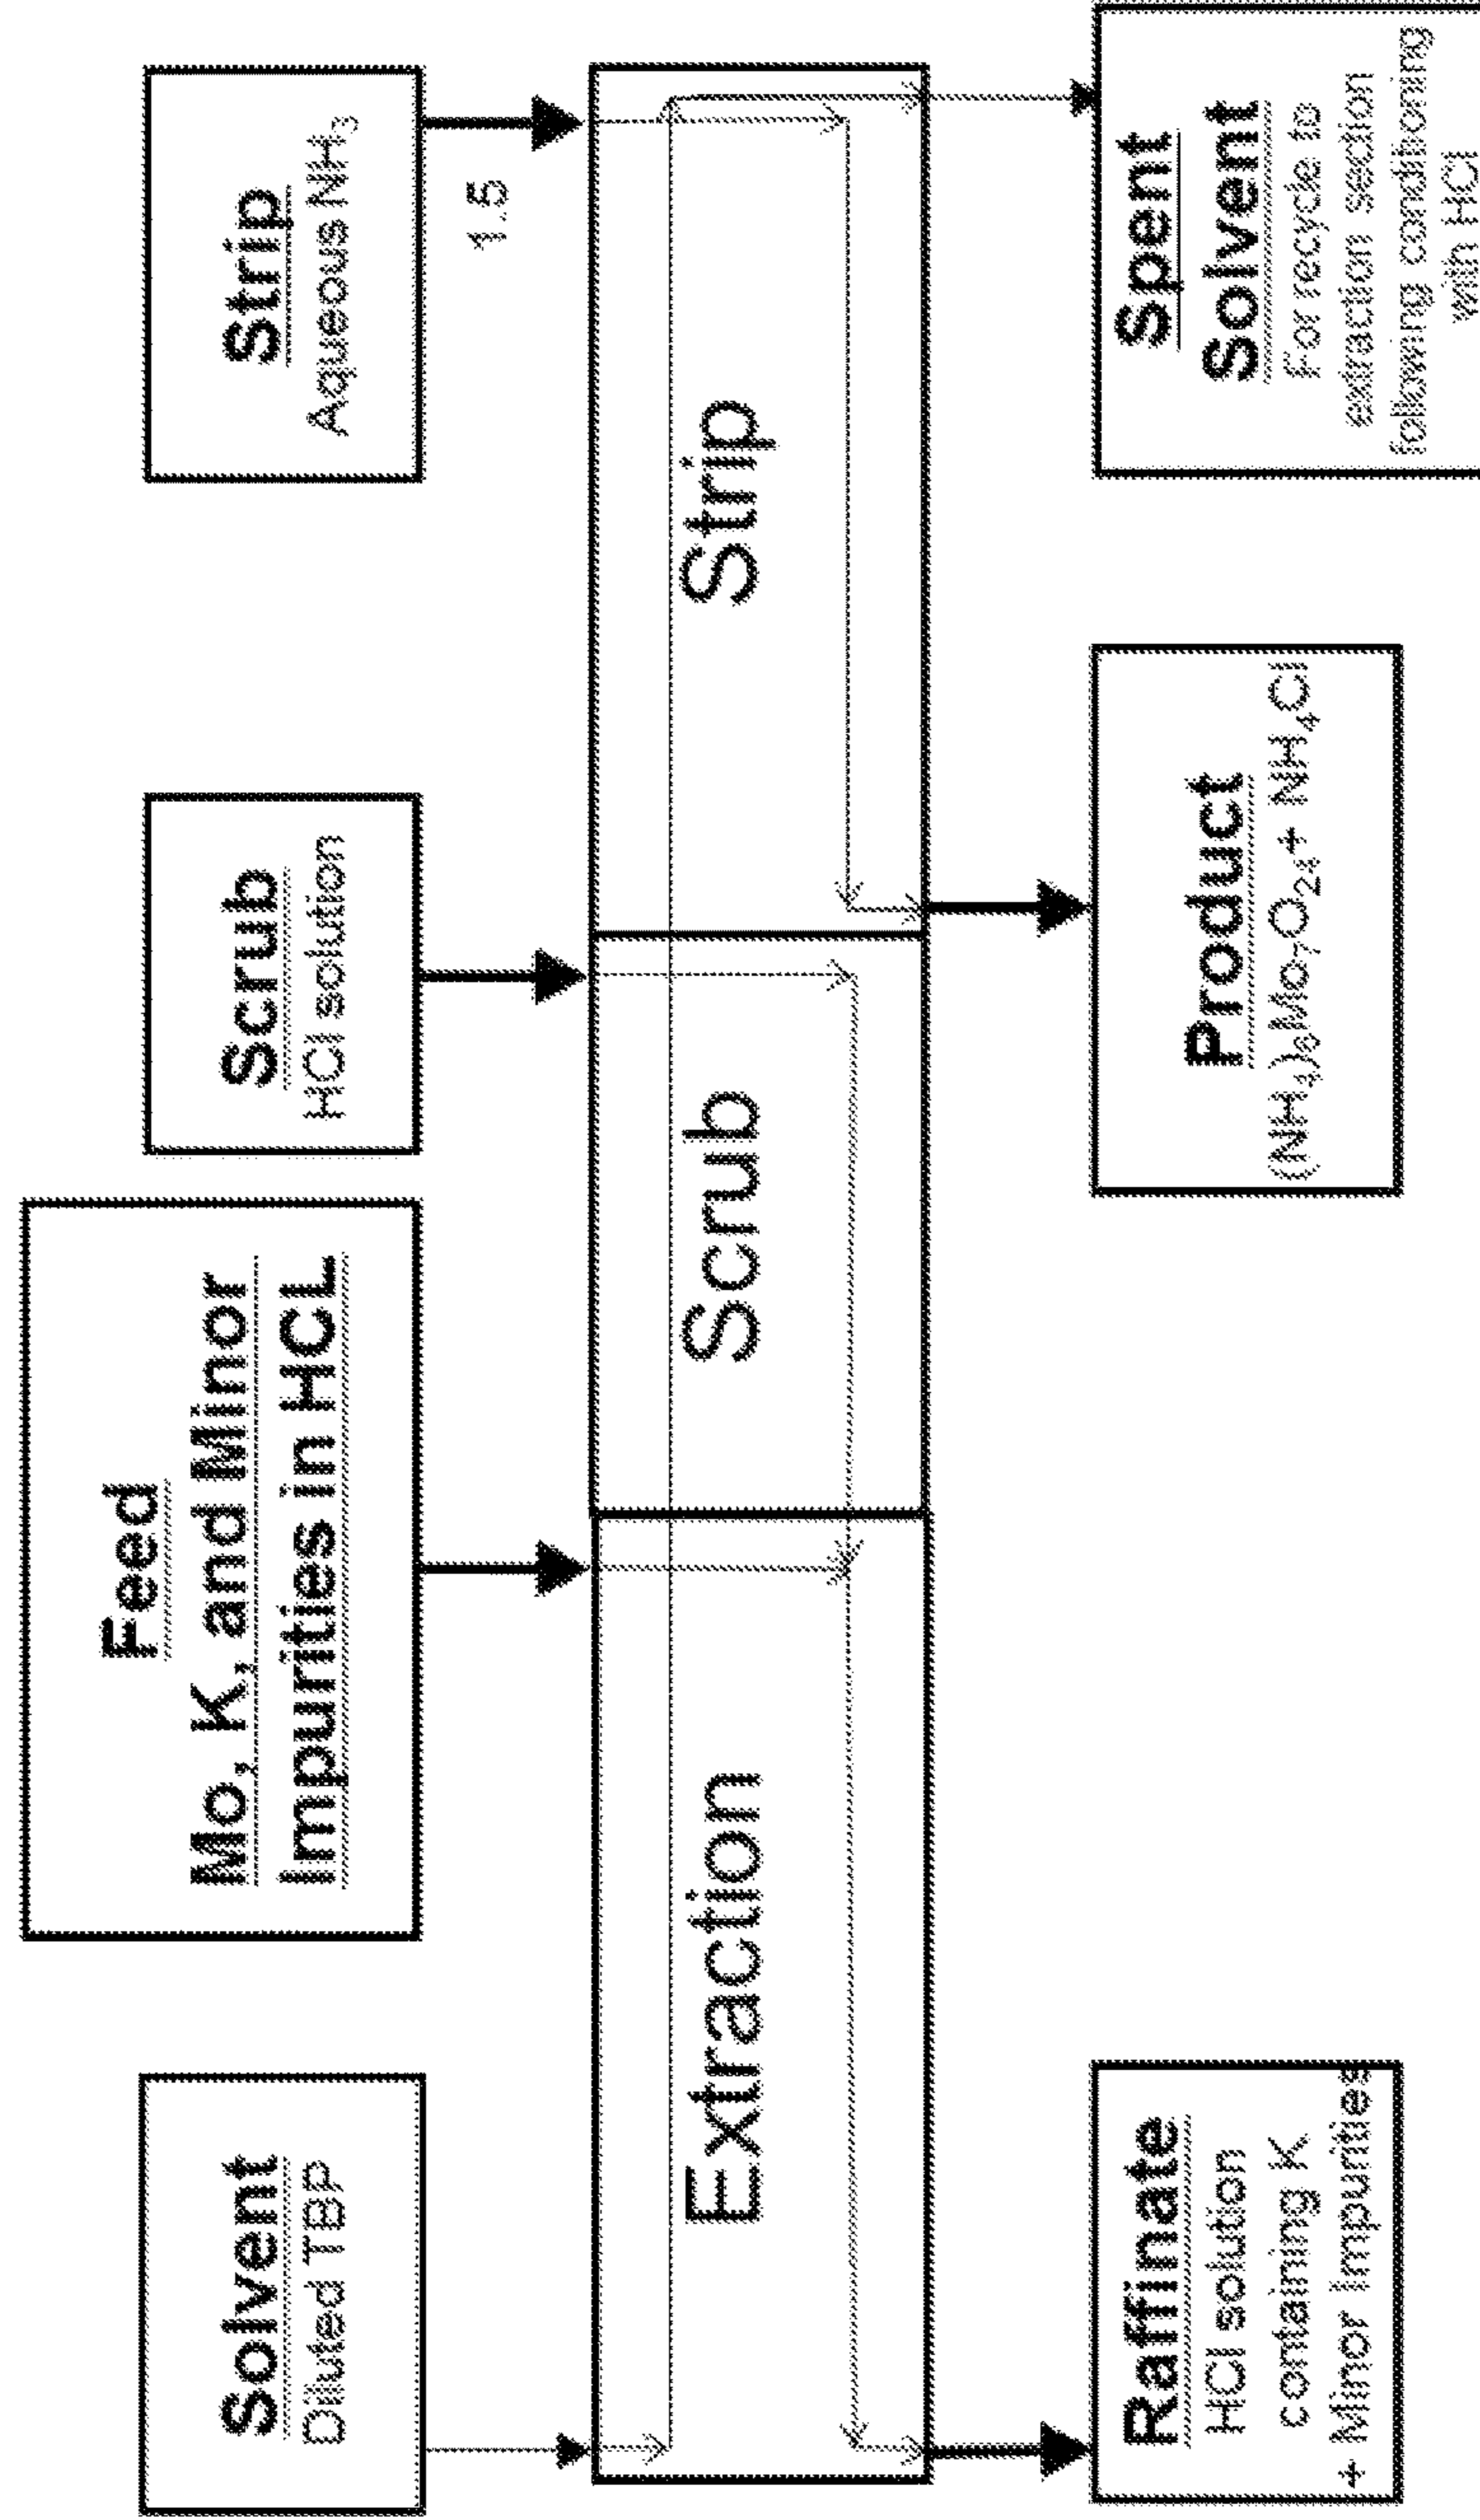 Solvent
Diluted TBP
Feed
Mo, K, and Minor
Impurities in HCL
Scrub
HCl solution
Strip
Aqueous NH₃
1.5
Extraction
Scrub
Strip
Raffinate
HCl solution
containing K
+ Minor Impurities
Product
(NH₄)₆Mo₇O₂₄+ NH₄Cl
Spent
Solvent
For recycle to
extraction section
following conditioning
with HCl